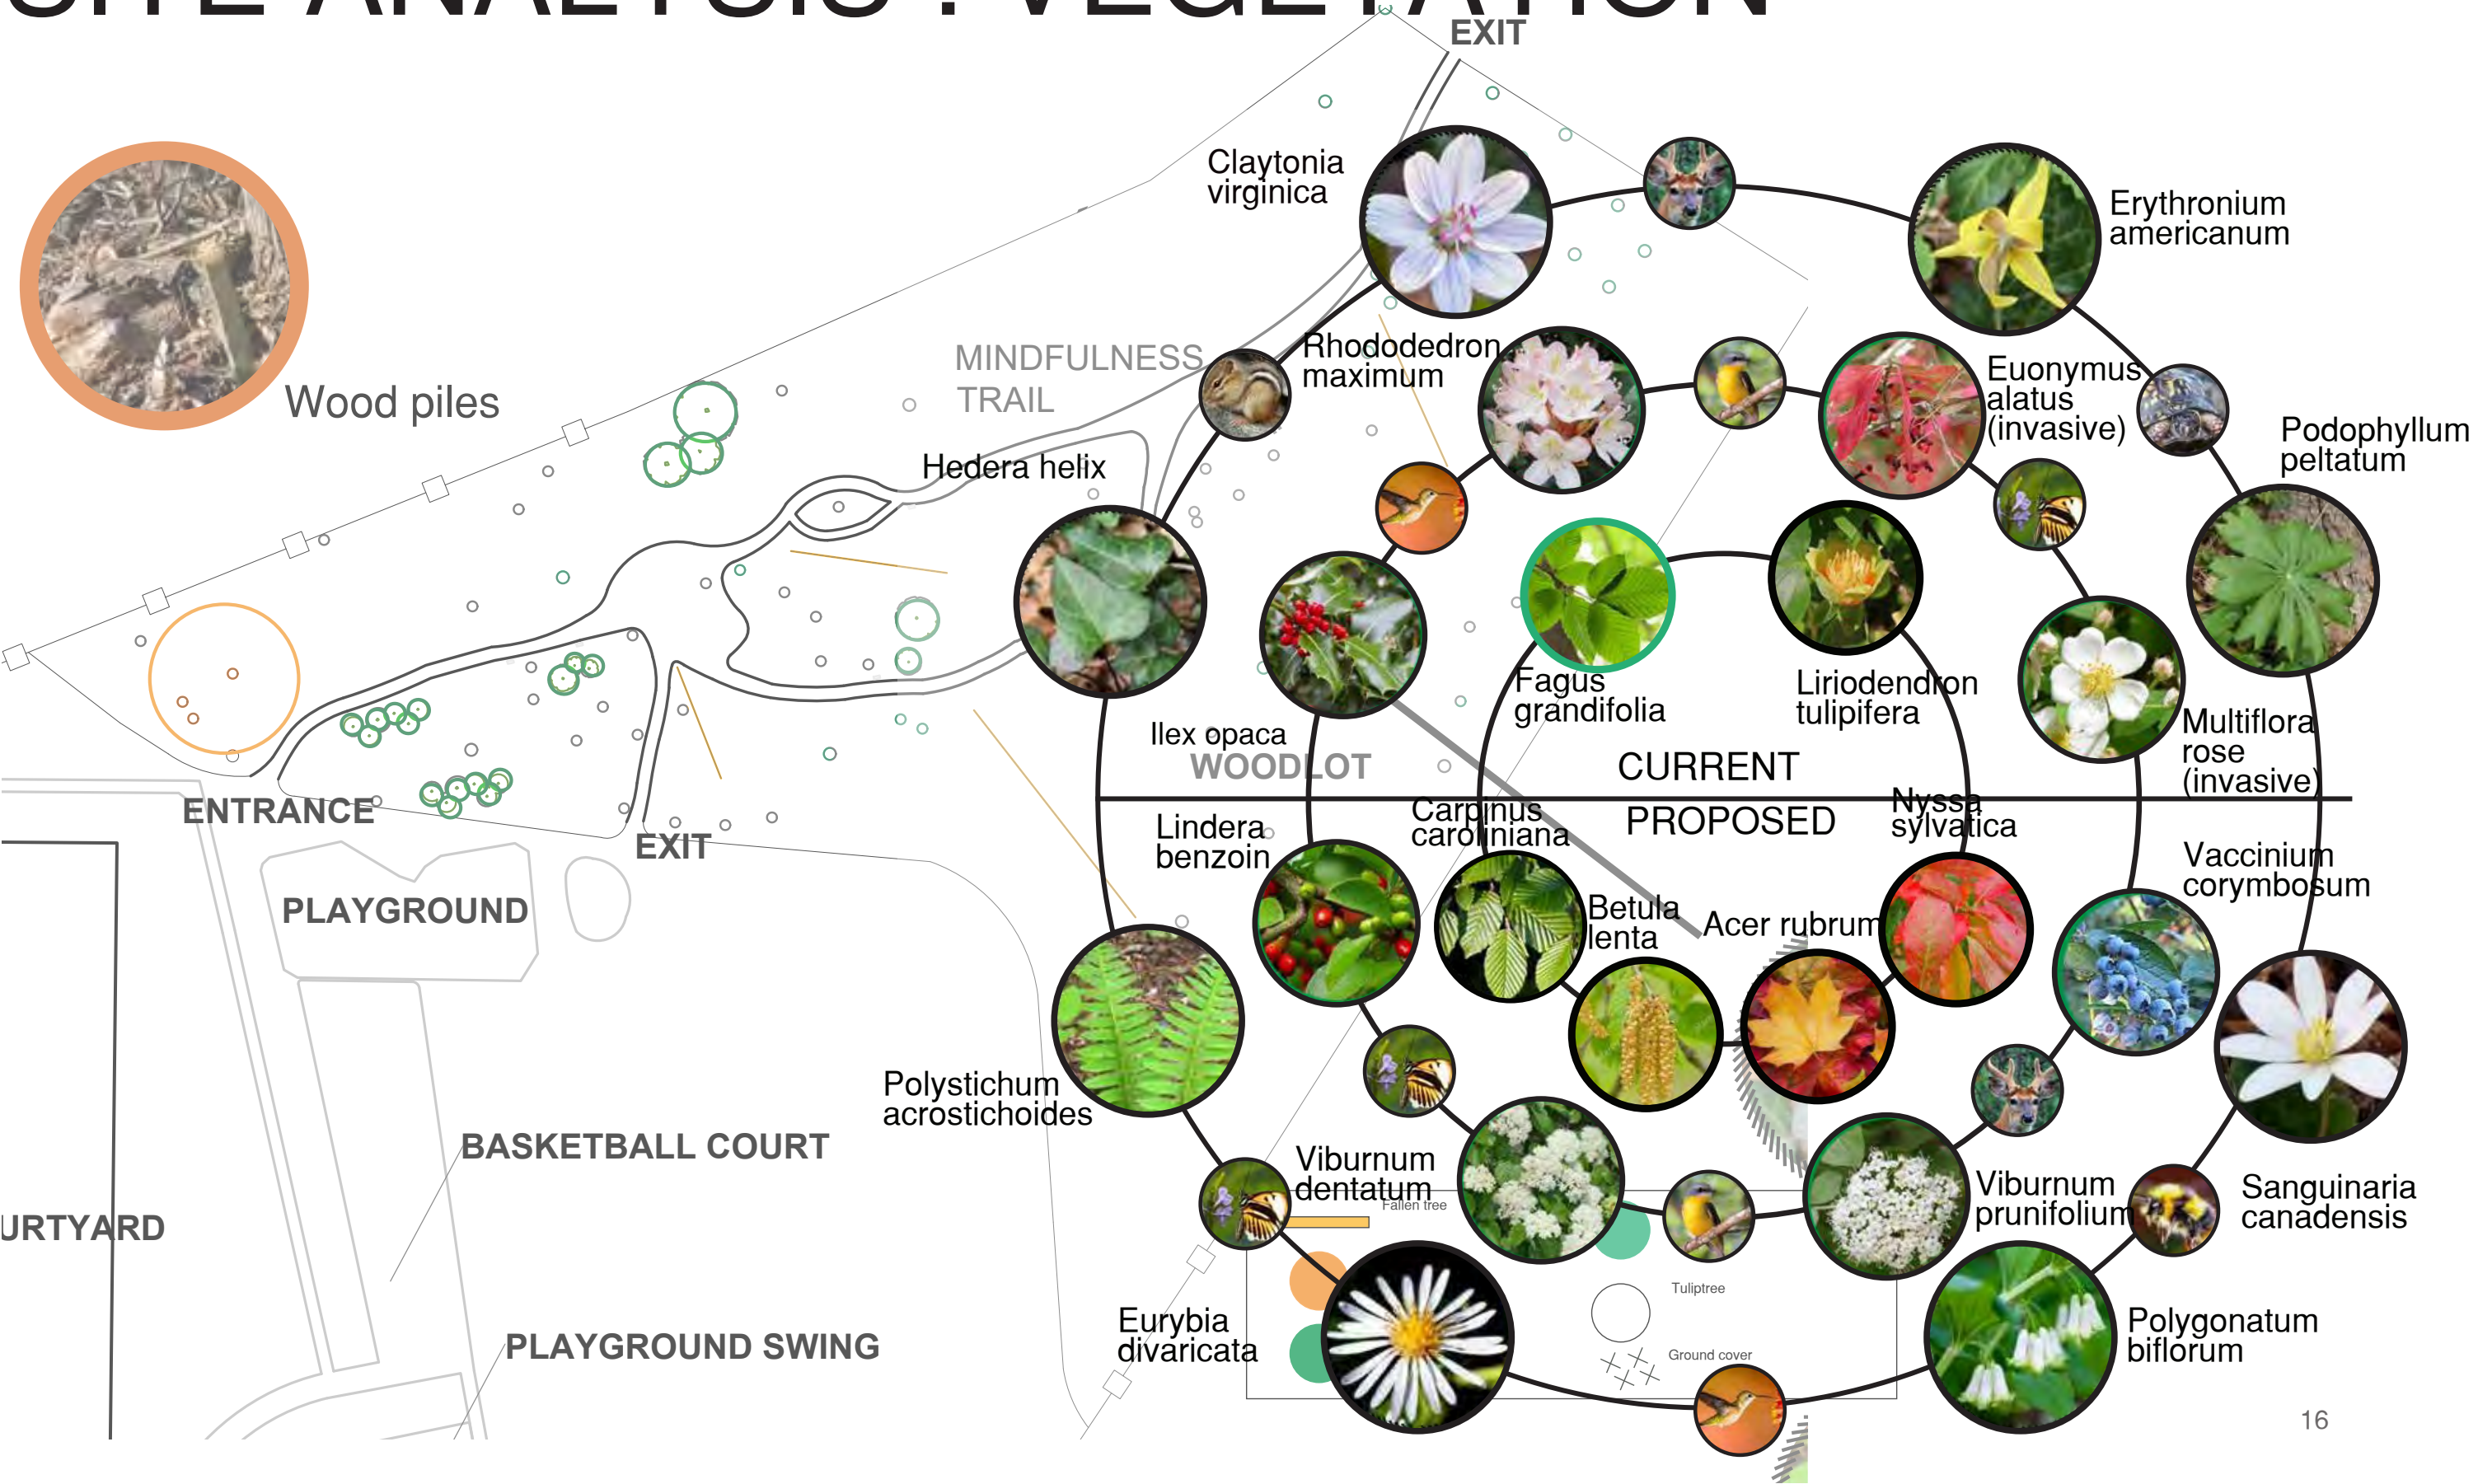 SITE ANALYSIS : VEGETATION
EXIT
Claytonia
virginica
Erythronium
americanum
Rhododedron
maximum
MINDFULNESS
TRAIL
Euonymus
alatus
(invasive)
Wood piles
Podophyllum
peltatum
Hedera helix
Fagus
grandifolia
Liriodendron
tulipifera
Ilex opaca
WOODLOT
Multiflora
rose
(invasive)
CURRENT
PROPOSED
ENTRANCE
EXIT
Lindera
benzoin
Carpinus
caroliniana
Nyssa
sylvatica
Vaccinium
corymbosum
PLAYGROUND
Betula
lenta
Acer rubrum
Polystichum
acrostichoides
BASKETBALL COURT
Viburnum
dentatum
Fallen tree
Viburnum
prunifolium
Sanguinaria
canadensis
URTYARD
Tuliptree
Eurybia
divaricata
Ground cover
Polygonatum
biflorum
PLAYGROUND SWING
16